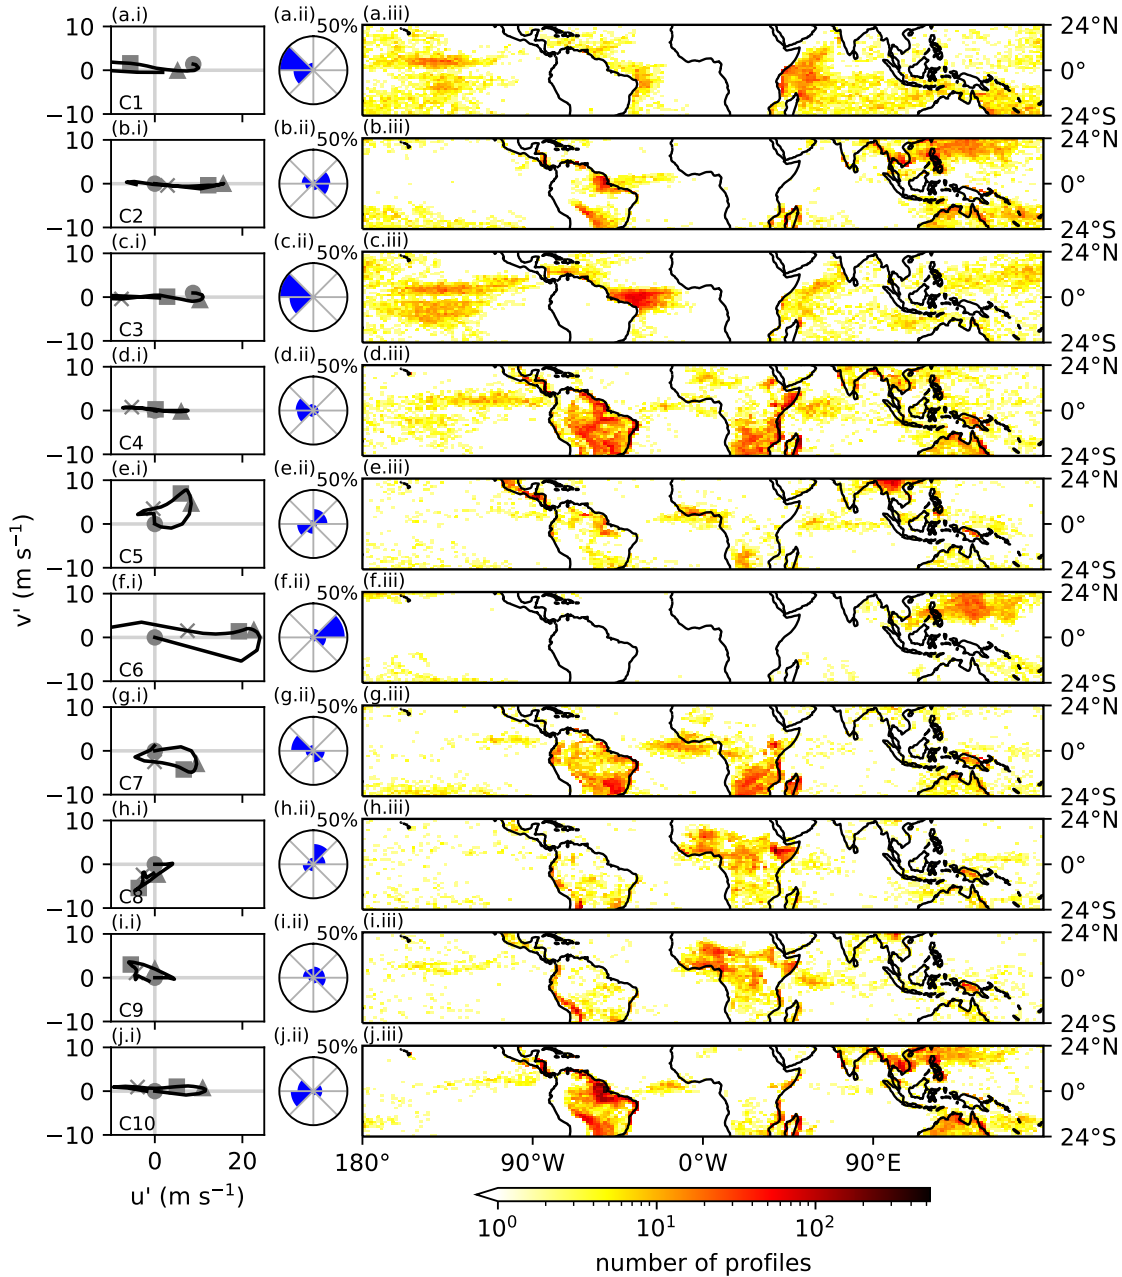 (a.i) (a.ii) 50% (a.iii) 24°N
10 0 −10 C1 0° 24°S
(b.i) (b.ii) 50% (b.iii) 24°N
10 0 −10 C2 0° 24°S
(c.i) (c.ii) 50% (c.iii) 24°N
10 0 −10 C3 0° 24°S
(d.i) (d.ii) 50% (d.iii) 24°N
10 0 −10 C4 0° 24°S
(e.i) (e.ii) 50% (e.iii) 24°N
10 0 −10 C5 0° 24°S
v' (m s⁻¹)
(f.i) (f.ii) 50% (f.iii) 24°N
10 0 −10 C6 0° 24°S
(g.i) (g.ii) 50% (g.iii) 24°N
10 0 −10 C7 0° 24°S
(h.i) (h.ii) 50% (h.iii) 24°N
10 0 −10 C8 0° 24°S
(i.i) (i.ii) 50% (i.iii) 24°N
10 0 −10 C9 0° 24°S
(j.i) (j.ii) 50% (j.iii) 24°N
10 0 −10 C10 0° 24°S
0 20 180° 90°W 0°W 90°E
u' (m s⁻¹)
10⁰ 10¹ 10²
number of profiles